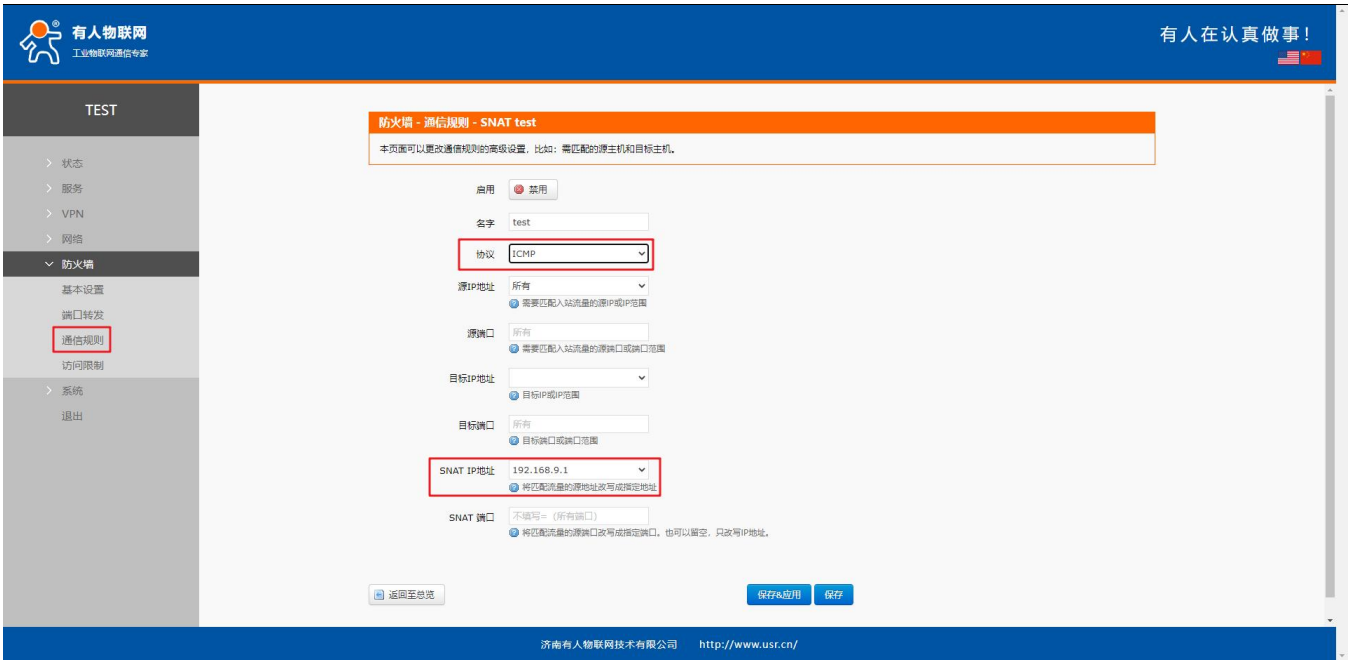 有人物联网
工业物联网通信专家
有人在认真做事！
TEST
状态
服务
VPN
网络
防火墙
基本设置
端口转发
通信规则
访问限制
系统
退出
防火墙 - 通信规则 - SNAT test
本页面可以更改通信规则的高级设置，比如：需匹配的源主机和目标主机。
启用 禁用
名字 test
协议 ICMP
源IP地址 所有
需要匹配入站流量的源IP或IP范围
源端口 所有
需要匹配入站流量的源端口或端口范围
目标IP地址
目标IP或IP范围
目标端口 所有
目标端口或端口范围
SNAT IP地址 192.168.9.1
将匹配流量的源地址改写成指定地址
SNAT 端口 不填写=（所有端口）
将匹配流量的源端口改写成指定端口。也可以留空，只改写IP地址。
返回至总览 保存&应用 保存
济南有人物联网技术有限公司 http://www.usr.cn/